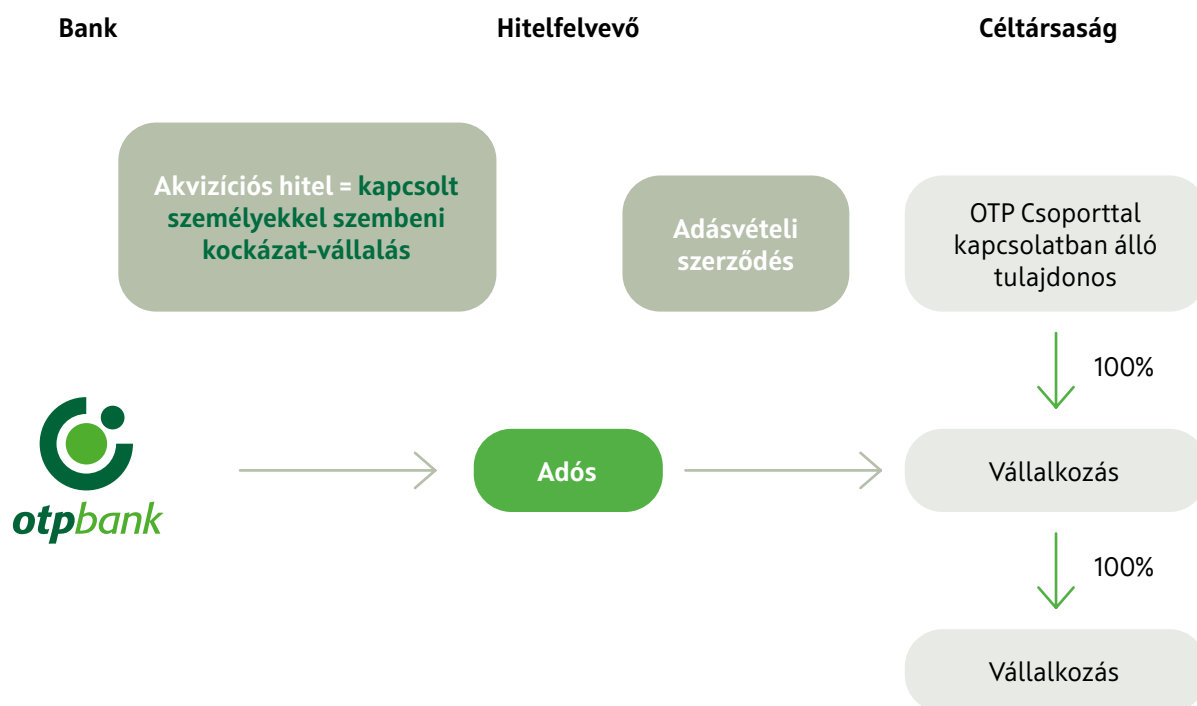 Bank
Hitelfelvevő
Céltársaság
Akvizíciós hitel = kapcsolt
személyekkel szembeni
kockázat-vállalás
Adásvételi
szerződés
OTP Csoporttal
kapcsolatban álló
tulajdonos
100%
otpbank
Adós
Vállalkozás
100%
Vállalkozás